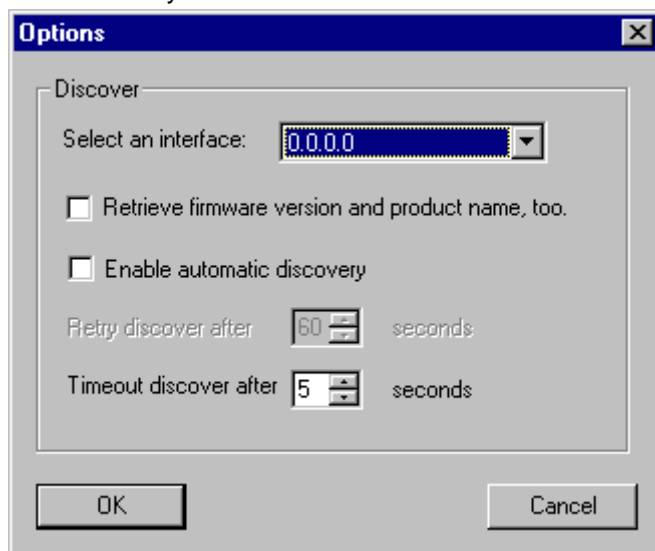 Options
Discover
Select an interface: 0.0.0.0
Retrieve firmware version and product name, too.
Enable automatic discovery
Retry discover after 60 seconds
Timeout discover after 5 seconds
OK Cancel